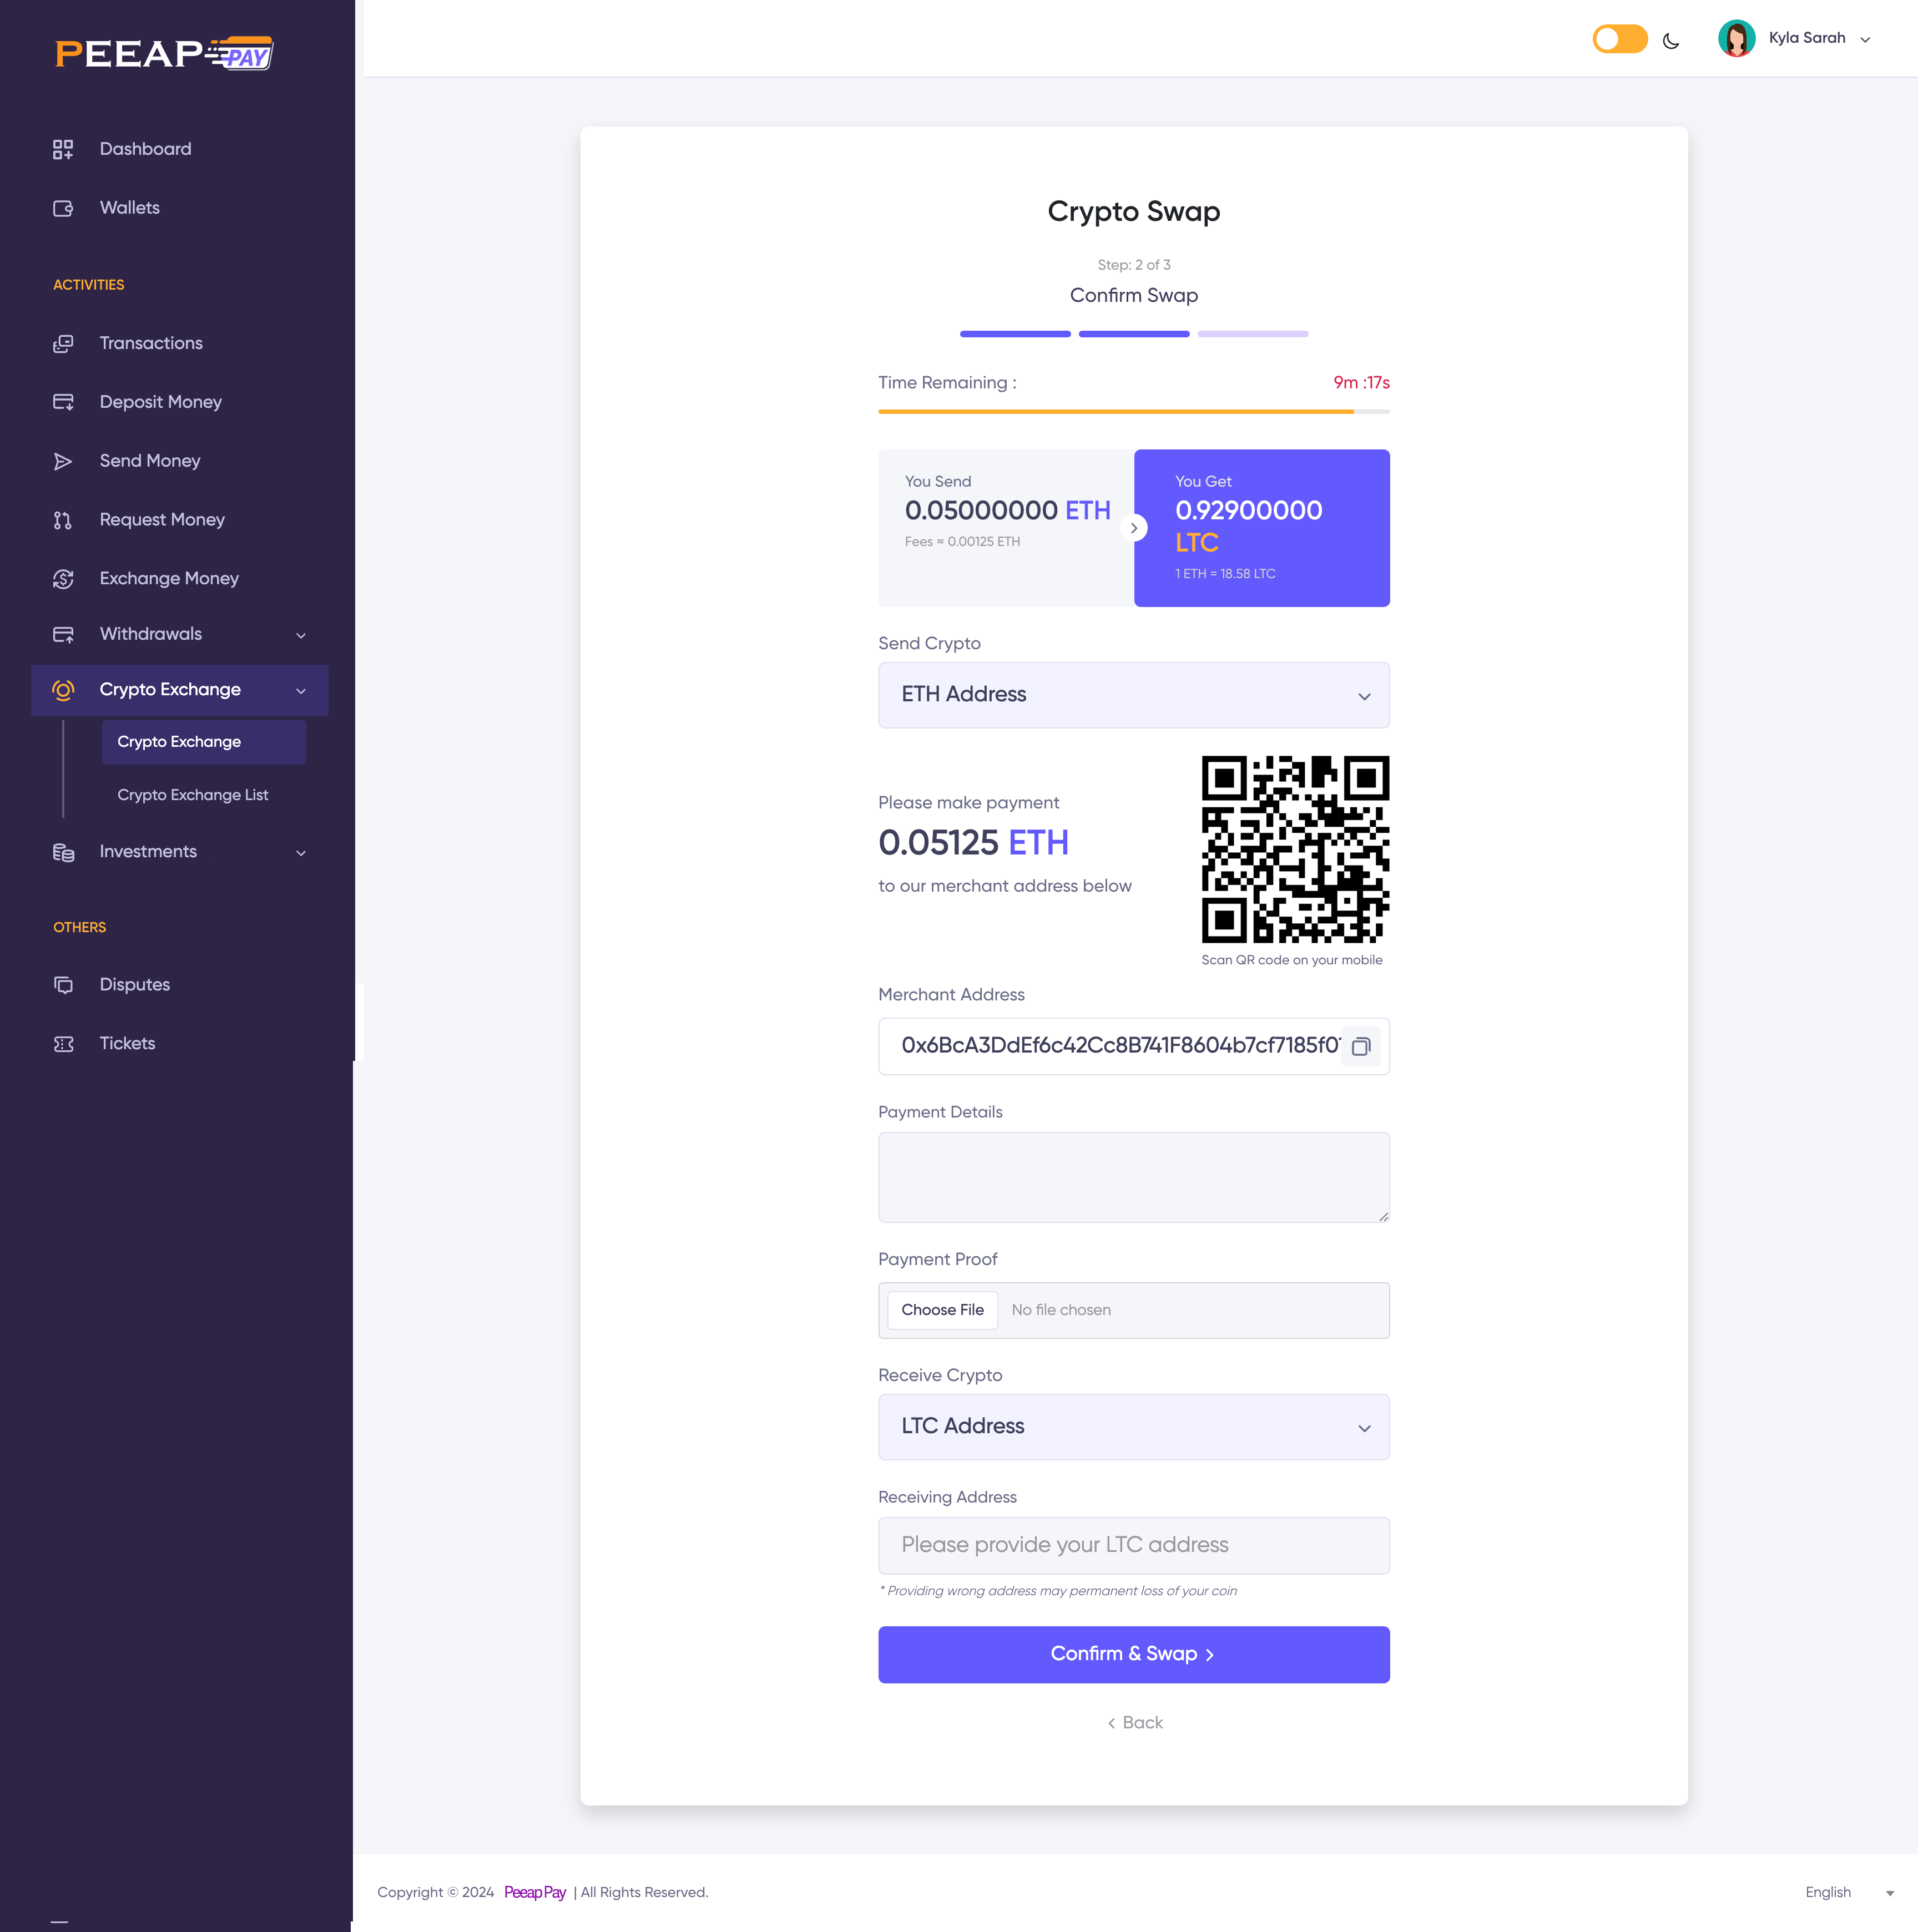 PEEAP PAY
Dashboard
Wallets
ACTIVITIES
Transactions
Deposit Money
Send Money
Request Money
Exchange Money
Withdrawals
Crypto Exchange
Crypto Exchange
Crypto Exchange List
Investments
OTHERS
Disputes
Tickets
Kyla Sarah
Crypto Swap
Step: 2 of 3
Confirm Swap
Time Remaining :
9m :17s
You Send
0.05000000 ETH
Fees ≈ 0.00125 ETH
You Get
0.92900000
LTC
1 ETH = 18.58 LTC
Send Crypto
ETH Address
Please make payment
0.05125 ETH
to our merchant address below
Scan QR code on your mobile
Merchant Address
0x6BcA3DdEf6c42Cc8B741F8604b7cf7185f0
Payment Details
Payment Proof
Choose File No file chosen
Receive Crypto
LTC Address
Receiving Address
Please provide your LTC address
* Providing wrong address may permanent loss of your coin
Confirm & Swap
Back
Copyright © 2024 Peeap Pay | All Rights Reserved.
English